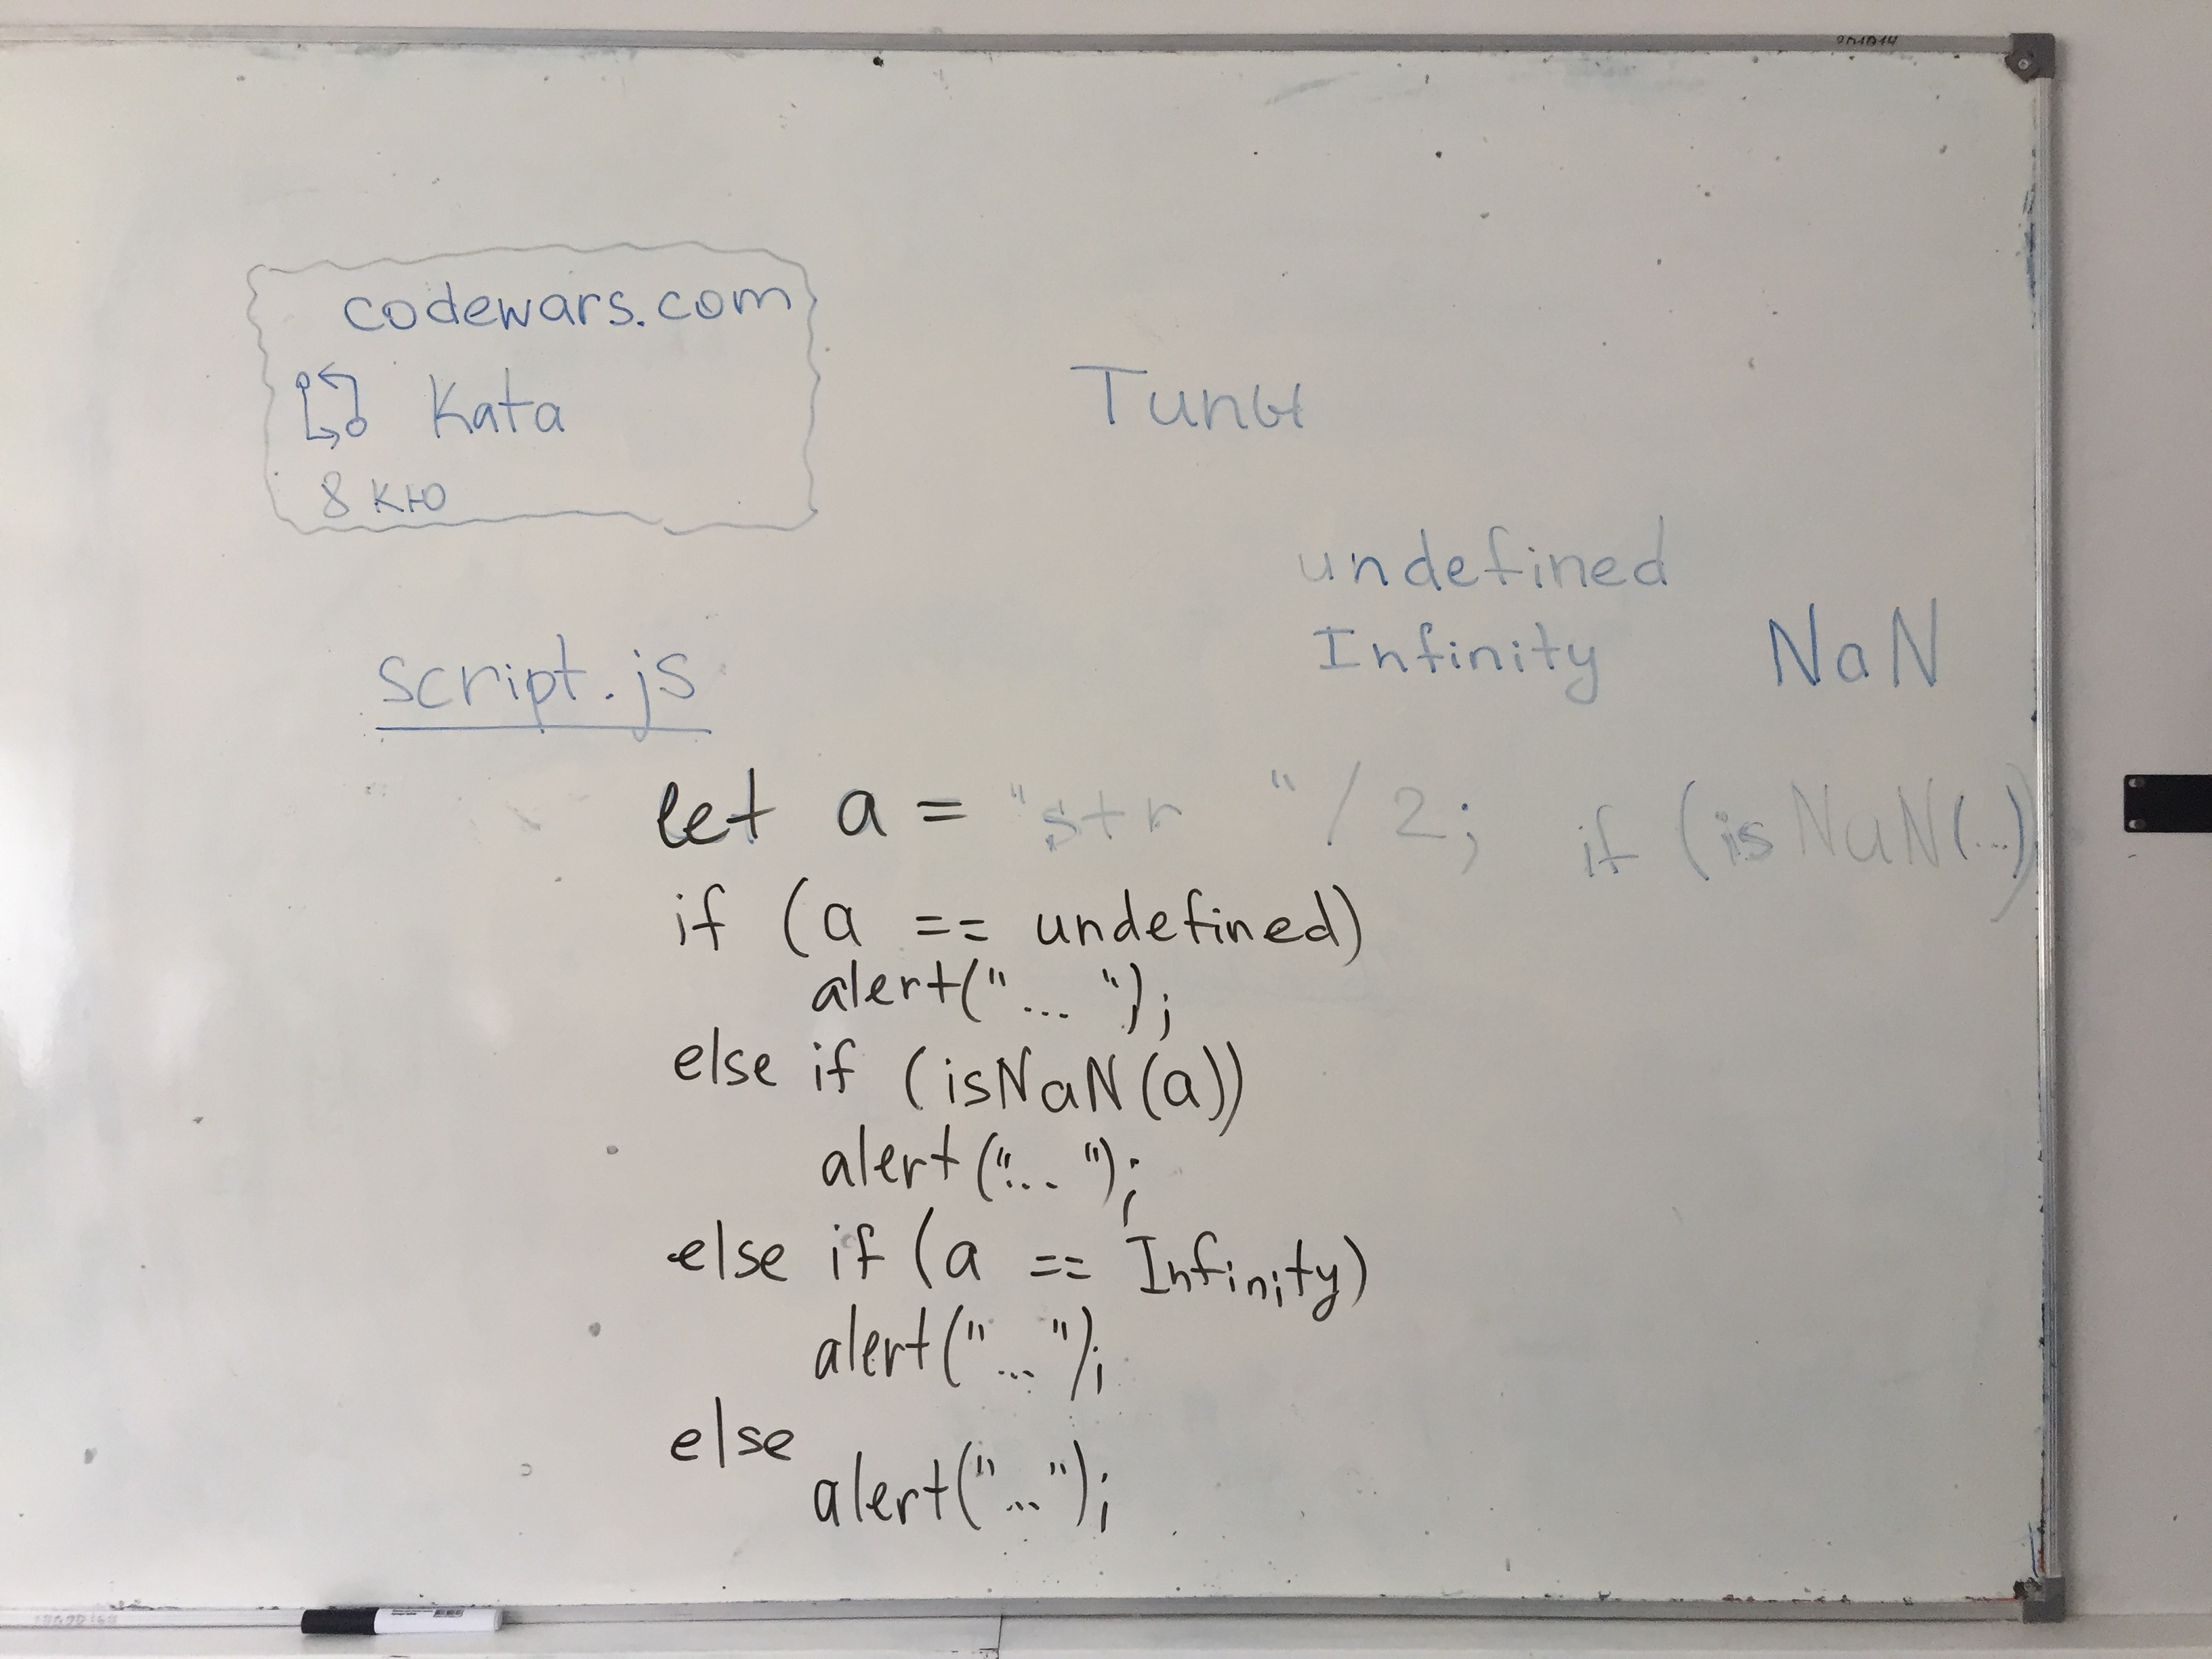 codewars.com
Kata
8 кю
Типы
undefined
Infinity NaN
script.js
let a = "str "/2; if (isNaN(...)
if (a == undefined)
alert("... ");
else if (isNaN(a))
alert("... ");
else if (a == Infinity)
alert("... ");
else
alert("... ");